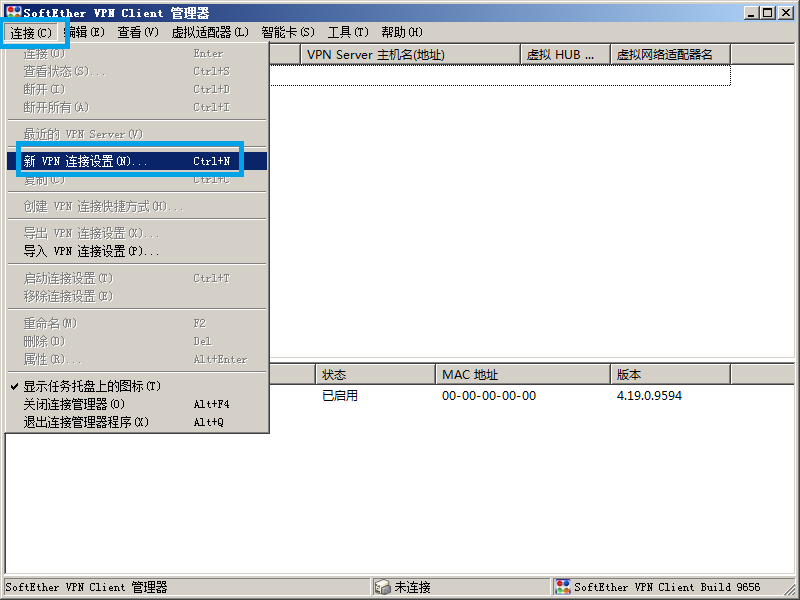 SoftEther VPN Client 管理器
连接(C) 编辑(E) 查看(V) 虚拟适配器(L) 智能卡(S) 工具(T) 帮助(H)
VPN Server 主机名(地址) 虚拟 HUB ... 虚拟网络适配器名
连接(O) Enter
查看状态(S)... Ctrl+S
断开(I) Ctrl+D
断开所有(A) Ctrl+I
最近的 VPN Server(V)
新 VPN 连接设置(N)... Ctrl+N
复制(C) Ctrl+C
创建 VPN 连接快捷方式(H)...
导出 VPN 连接设置(X)...
导入 VPN 连接设置(P)...
启动连接设置(T) Ctrl+T
移除连接设置(E)
重命名(M) F2
删除(D) Del
属性(R)... Alt+Enter
显示任务托盘上的图标(T)
关闭连接管理器(O) Alt+F4
退出连接管理器程序(X) Alt+Q
状态 MAC 地址 版本
已启用 00-00-00-00-00 4.19.0.9594
SoftEther VPN Client 管理器 未连接 SoftEther VPN Client Build 9656